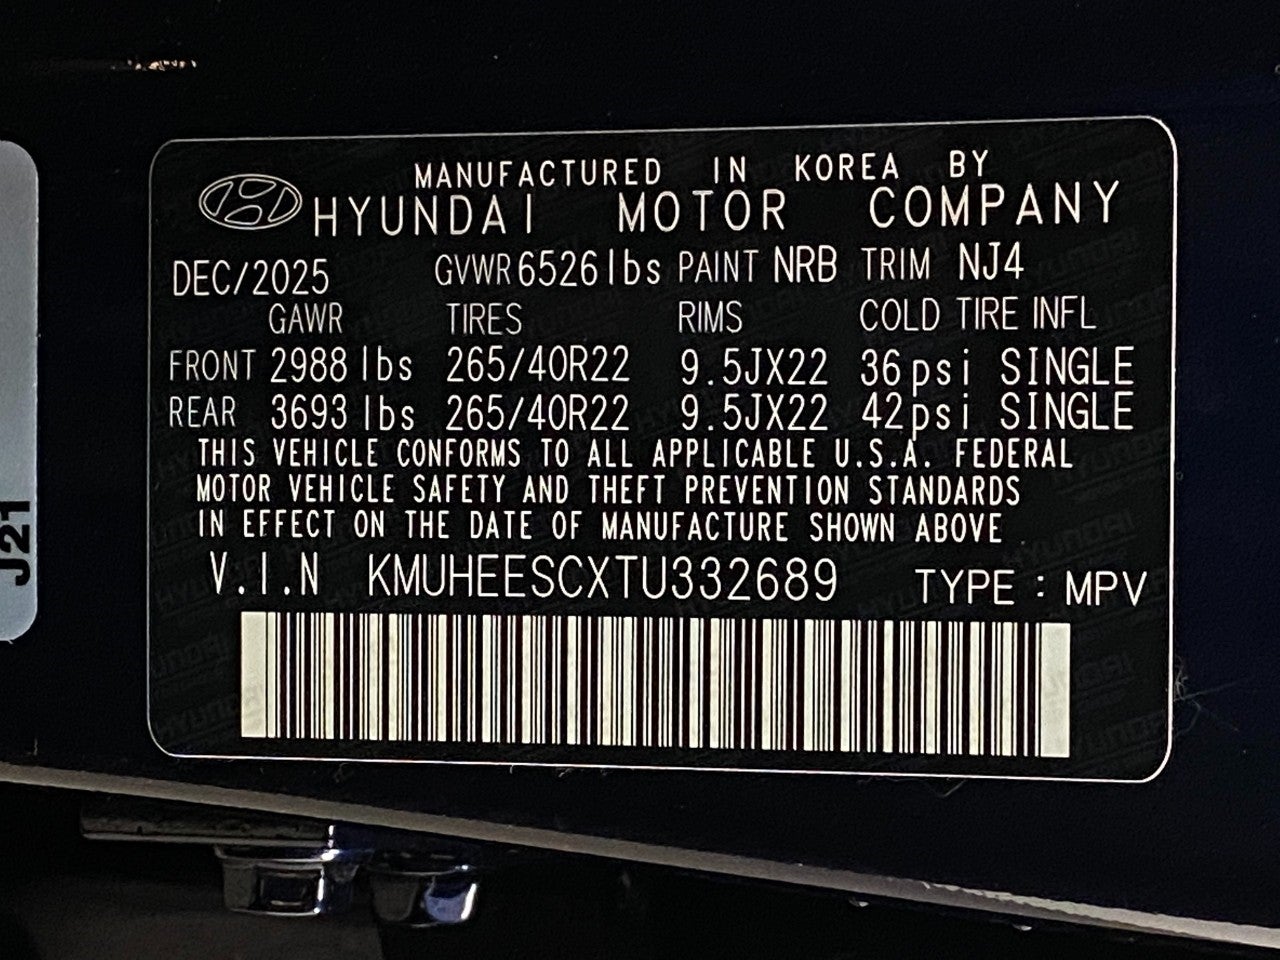 MANUFACTURED IN KOREA BY
HYUNDAI MOTOR COMPANY
DEC/2025 GVWR 6526lbs PAINT NRB TRIM NJ4
GAWR TIRES RIMS COLD TIRE INFL
FRONT 2988 lbs 265/40R22 9.5JX22 36psi SINGLE
REAR 3693 lbs 265/40R22 9.5JX22 42psi SINGLE
THIS VEHICLE CONFORMS TO ALL APPLICABLE U.S.A. FEDERAL
MOTOR VEHICLE SAFETY AND THEFT PREVENTION STANDARDS
IN EFFECT ON THE DATE OF MANUFACTURE SHOWN ABOVE
V.I.N KMUHEESCXTU332689 TYPE : MPV
J21